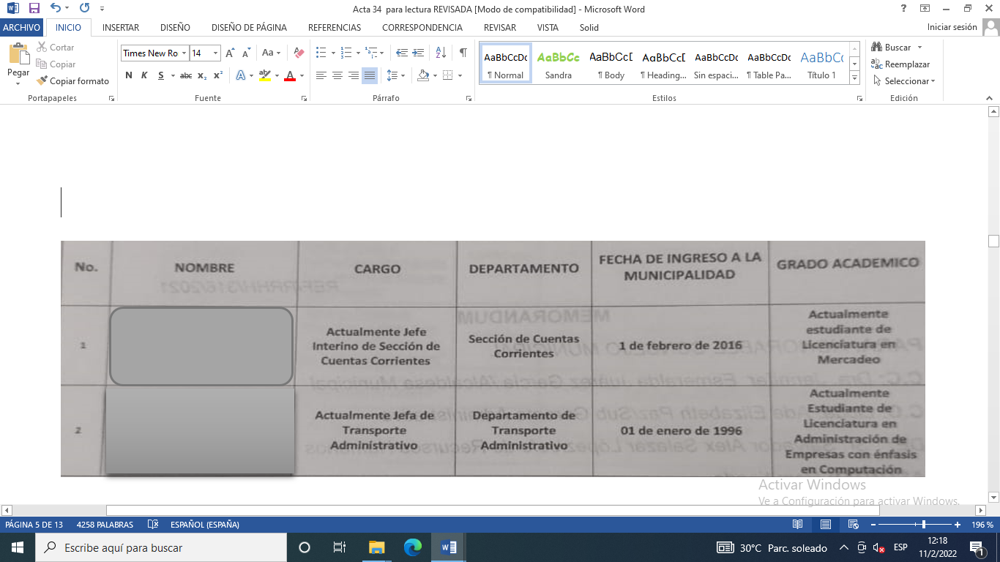 Acta 34 para lectura REVISADA [Modo de compatibilidad] - Microsoft Word
ARCHIVO INICIO INSERTAR DISEÑO DISEÑO DE PÁGINA REFERENCIAS CORRESPONDENCIA REVISAR VISTA Solid
Iniciar sesión
Pegar
Cortar
Copiar
Copiar formato
Portapapeles
Times New Ro 14
N K S abc x₂ x²
Fuente
Párrafo
AaBbCcDc AaBbCc AaBbCcD AaBbCcD AaBbCcDc AaBbCcDc AaBbCc
¶ Normal Sandra ¶ Body ¶ Heading... Sin espaci... ¶ Table Pa... Título 1
Estilos
Buscar
Reemplazar
Seleccionar
Edición
No. NOMBRE CARGO DEPARTAMENTO FECHA DE INGRESO A LA MUNICIPALIDAD GRADO ACADEMICO
REF/RRHH/316/2021
MEMORANDUM
1
Actualmente Jefe
Interino de Sección de
Cuentas Corrientes
Sección de Cuentas
Corrientes
1 de febrero de 2016
Actualmente
estudiante de
Licenciatura en
Mercadeo
2
Actualmente Jefa de
Transporte
Administrativo
Departamento de
Transporte
Administrativo
01 de enero de 1996
Actualmente
Estudiante de
Licenciatura en
Administración de
Empresas con énfasis
en Computación
Activar Windows
Ve a Configuración para activar Windows.
PÁGINA 5 DE 13 4258 PALABRAS ESPAÑOL (ESPAÑA) 196 %
Escribe aquí para buscar
30°C Parc. soleado
ESP
12:18
11/2/2022
1